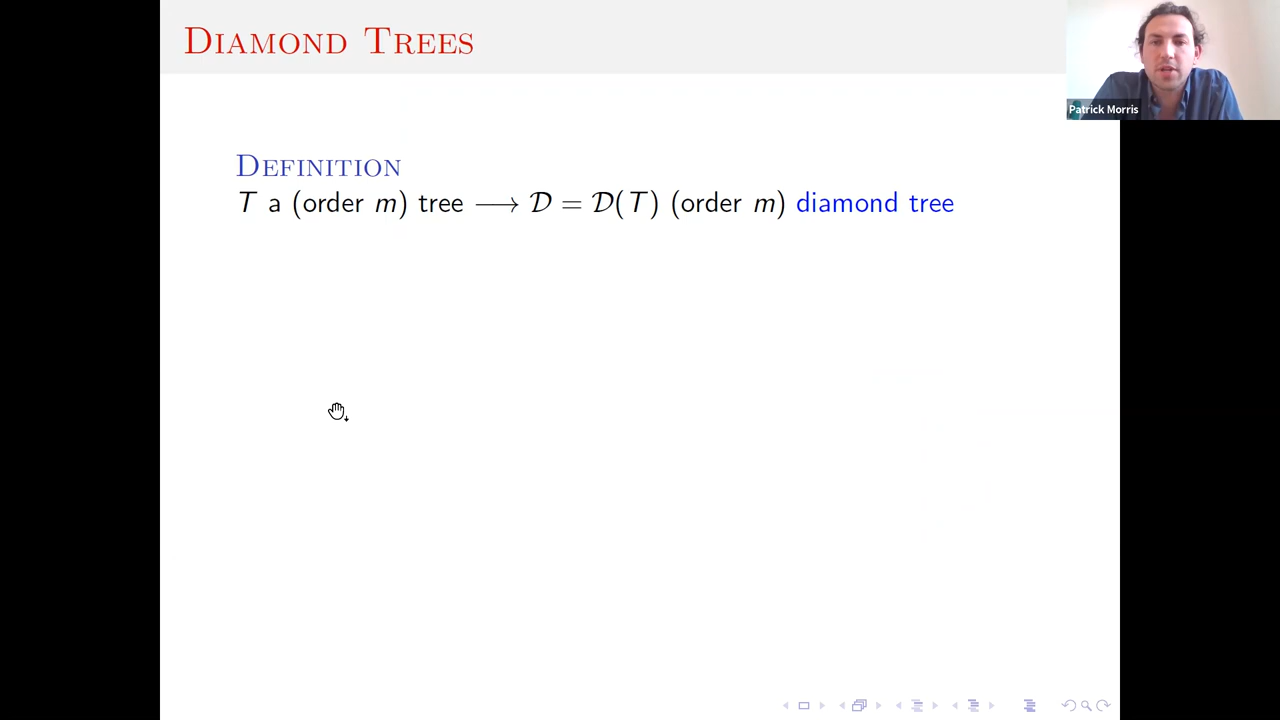 DIAMOND TREES
Patrick Morris
DEFINITION
T a (order m) tree ⟶ 𝒟 = 𝒟(T) (order m) diamond tree